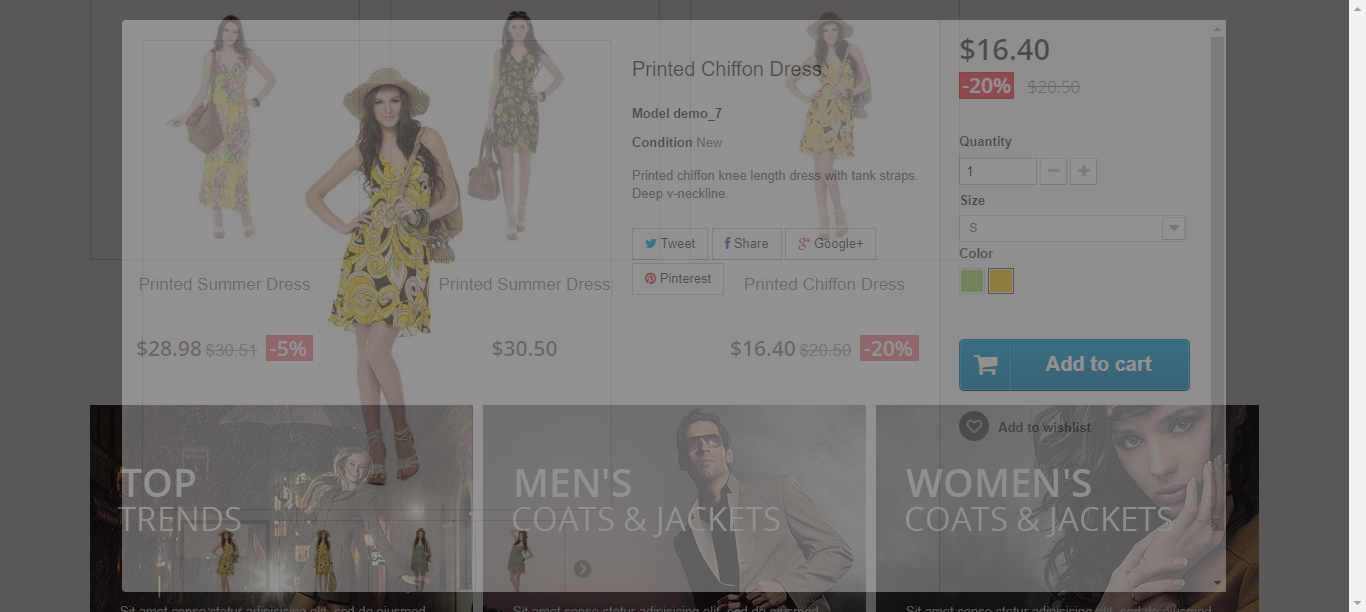 $16.40
-20% $20.50
Printed Chiffon Dress
Model demo_7
Condition New
Printed chiffon knee length dress with tank straps.
Deep v-neckline.
Tweet Share Google+
Pinterest
Quantity
1
Size
S
Color
Add to cart
Add to wishlist
Printed Summer Dress
$28.98 $30.51 -5%
Printed Summer Dress
$30.50
Printed Chiffon Dress
$16.40 $20.50 -20%
TOP
TRENDS
MEN'S
COATS & JACKETS
WOMEN'S
COATS & JACKETS
Sit amet conse ctetur adipisicing elit, sed do eiusmod
Sit amet conse ctetur adipisicing elit, sed do eiusmod
Sit amet conse ctetur adipisicing elit, sed do eiusmod